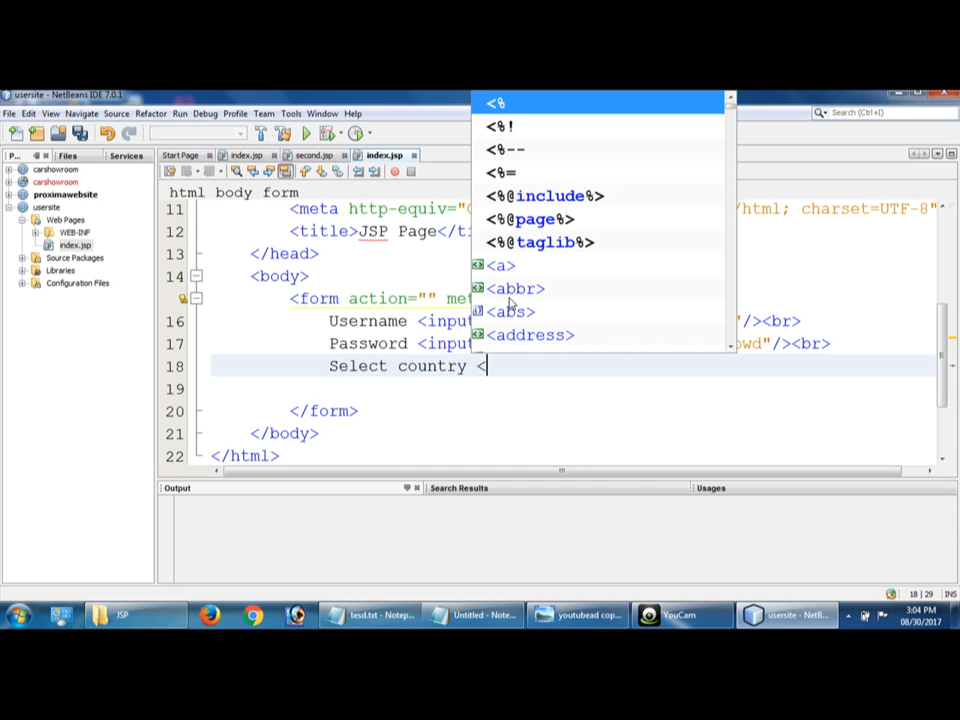 usersite - NetBeans IDE 7.0.1
File Edit View Navigate Source Refactor Run Debug Profile Team Tools Window Help
Search (Ctrl+I)
P... Files Services
Start Page index.jsp second.jsp index.jsp
carshowroom
carshowroom
proximawebsite
usersite
Web Pages
WEB-INF
index.jsp
Source Packages
Libraries
Configuration Files
html body form
11 <meta http-equiv="C /html; charset=UTF-8"
12 <title>JSP Page</ti
13 </head>
14 <body>
<form action="" met
16 Username <input "/><br>
17 Password <input owd"/><br>
18 Select country <
19
20 </form>
21 </body>
22 </html>
<%
<%!
<%--
<%=
<%@include%>
<%@page%>
<%@taglib%>
<a>
<abbr>
<abs>
<address>
Output Search Results Usages
18 | 29 INS
JSP tesd.txt - Notep... Untitled - Note... youtubead cop... YouCam usersite - NetB...
3:04 PM
08/30/2017